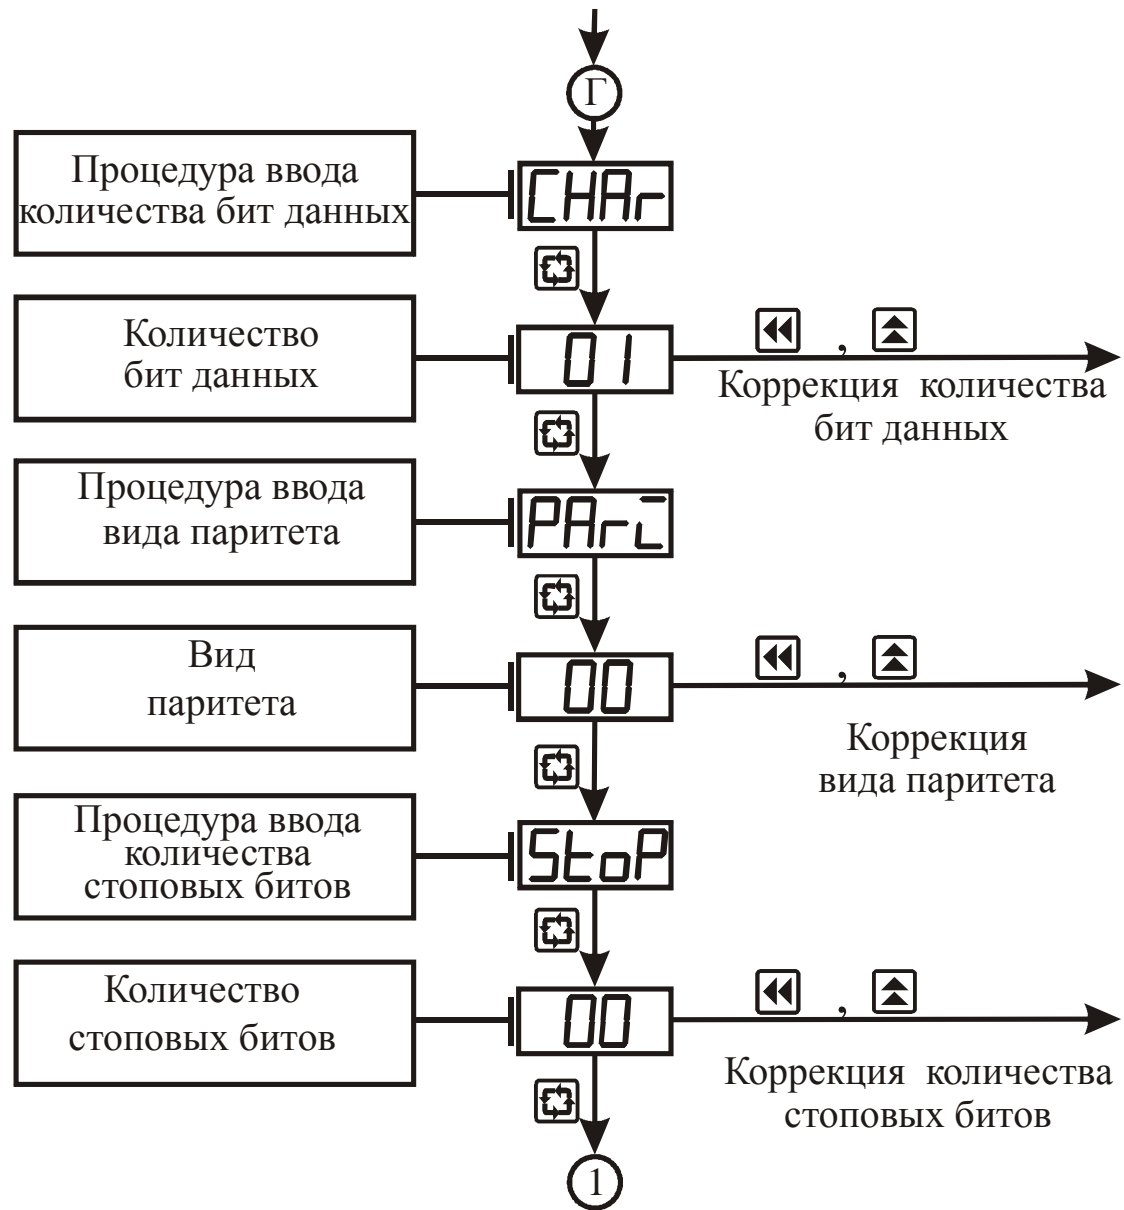 Г
Процедура ввода
количества бит данных
CHAr
Количество
бит данных
01
,
Коррекция количества
бит данных
Процедура ввода
вида паритета
PAri
Вид
паритета
00
,
Коррекция
вида паритета
Процедура ввода
количества
стоповых битов
StoP
Количество
стоповых битов
00
,
Коррекция количества
стоповых битов
1